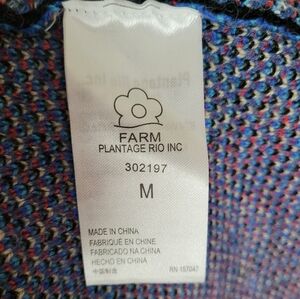 FARM
PLANTAGE RIO INC
302197
M
MADE IN CHINA
FABRIQUÉ EN CHINE
FABRICADO NA CHINA
HECHO EN CHINA
中国制造
RN 157047